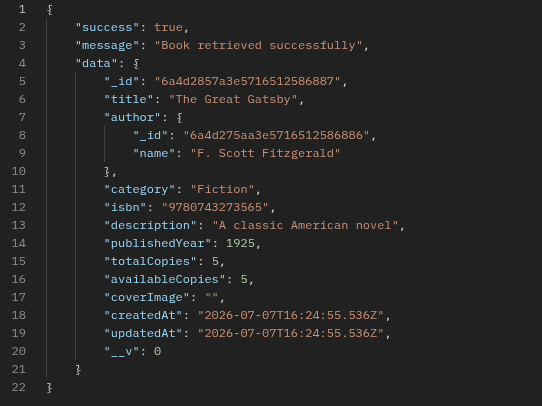 1 {
2 "success": true,
3 "message": "Book retrieved successfully",
4 "data": {
5 "_id": "6a4d2857a3e5716512586887",
6 "title": "The Great Gatsby",
7 "author": {
8 "_id": "6a4d275aa3e5716512586886",
9 "name": "F. Scott Fitzgerald"
10 },
11 "category": "Fiction",
12 "isbn": "9780743273565",
13 "description": "A classic American novel",
14 "publishedYear": 1925,
15 "totalCopies": 5,
16 "availableCopies": 5,
17 "coverImage": "",
18 "createdAt": "2026-07-07T16:24:55.536Z",
19 "updatedAt": "2026-07-07T16:24:55.536Z",
20 "__v": 0
21 }
22 }